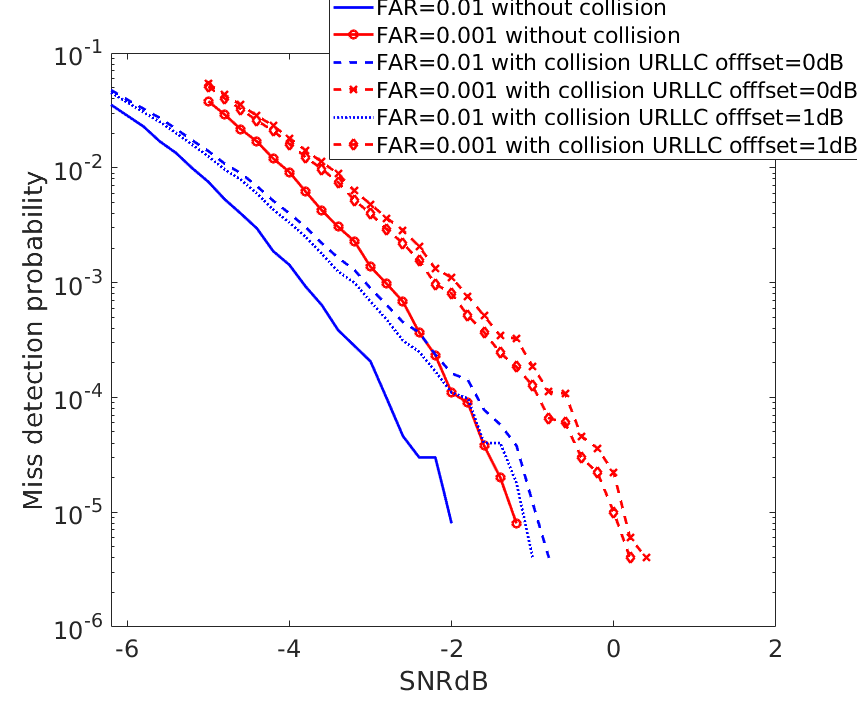 FAR=0.01 without collision
FAR=0.001 without collision
FAR=0.01 with collision URLLC offfset=0dB
FAR=0.001 with collision URLLC offfset=0dB
FAR=0.01 with collision URLLC offfset=1dB
FAR=0.001 with collision URLLC offfset=1dB
10-1
10-2
10-3
10-4
10-5
10-6
Miss detection probability
-6 -4 -2 0 2
SNRdB